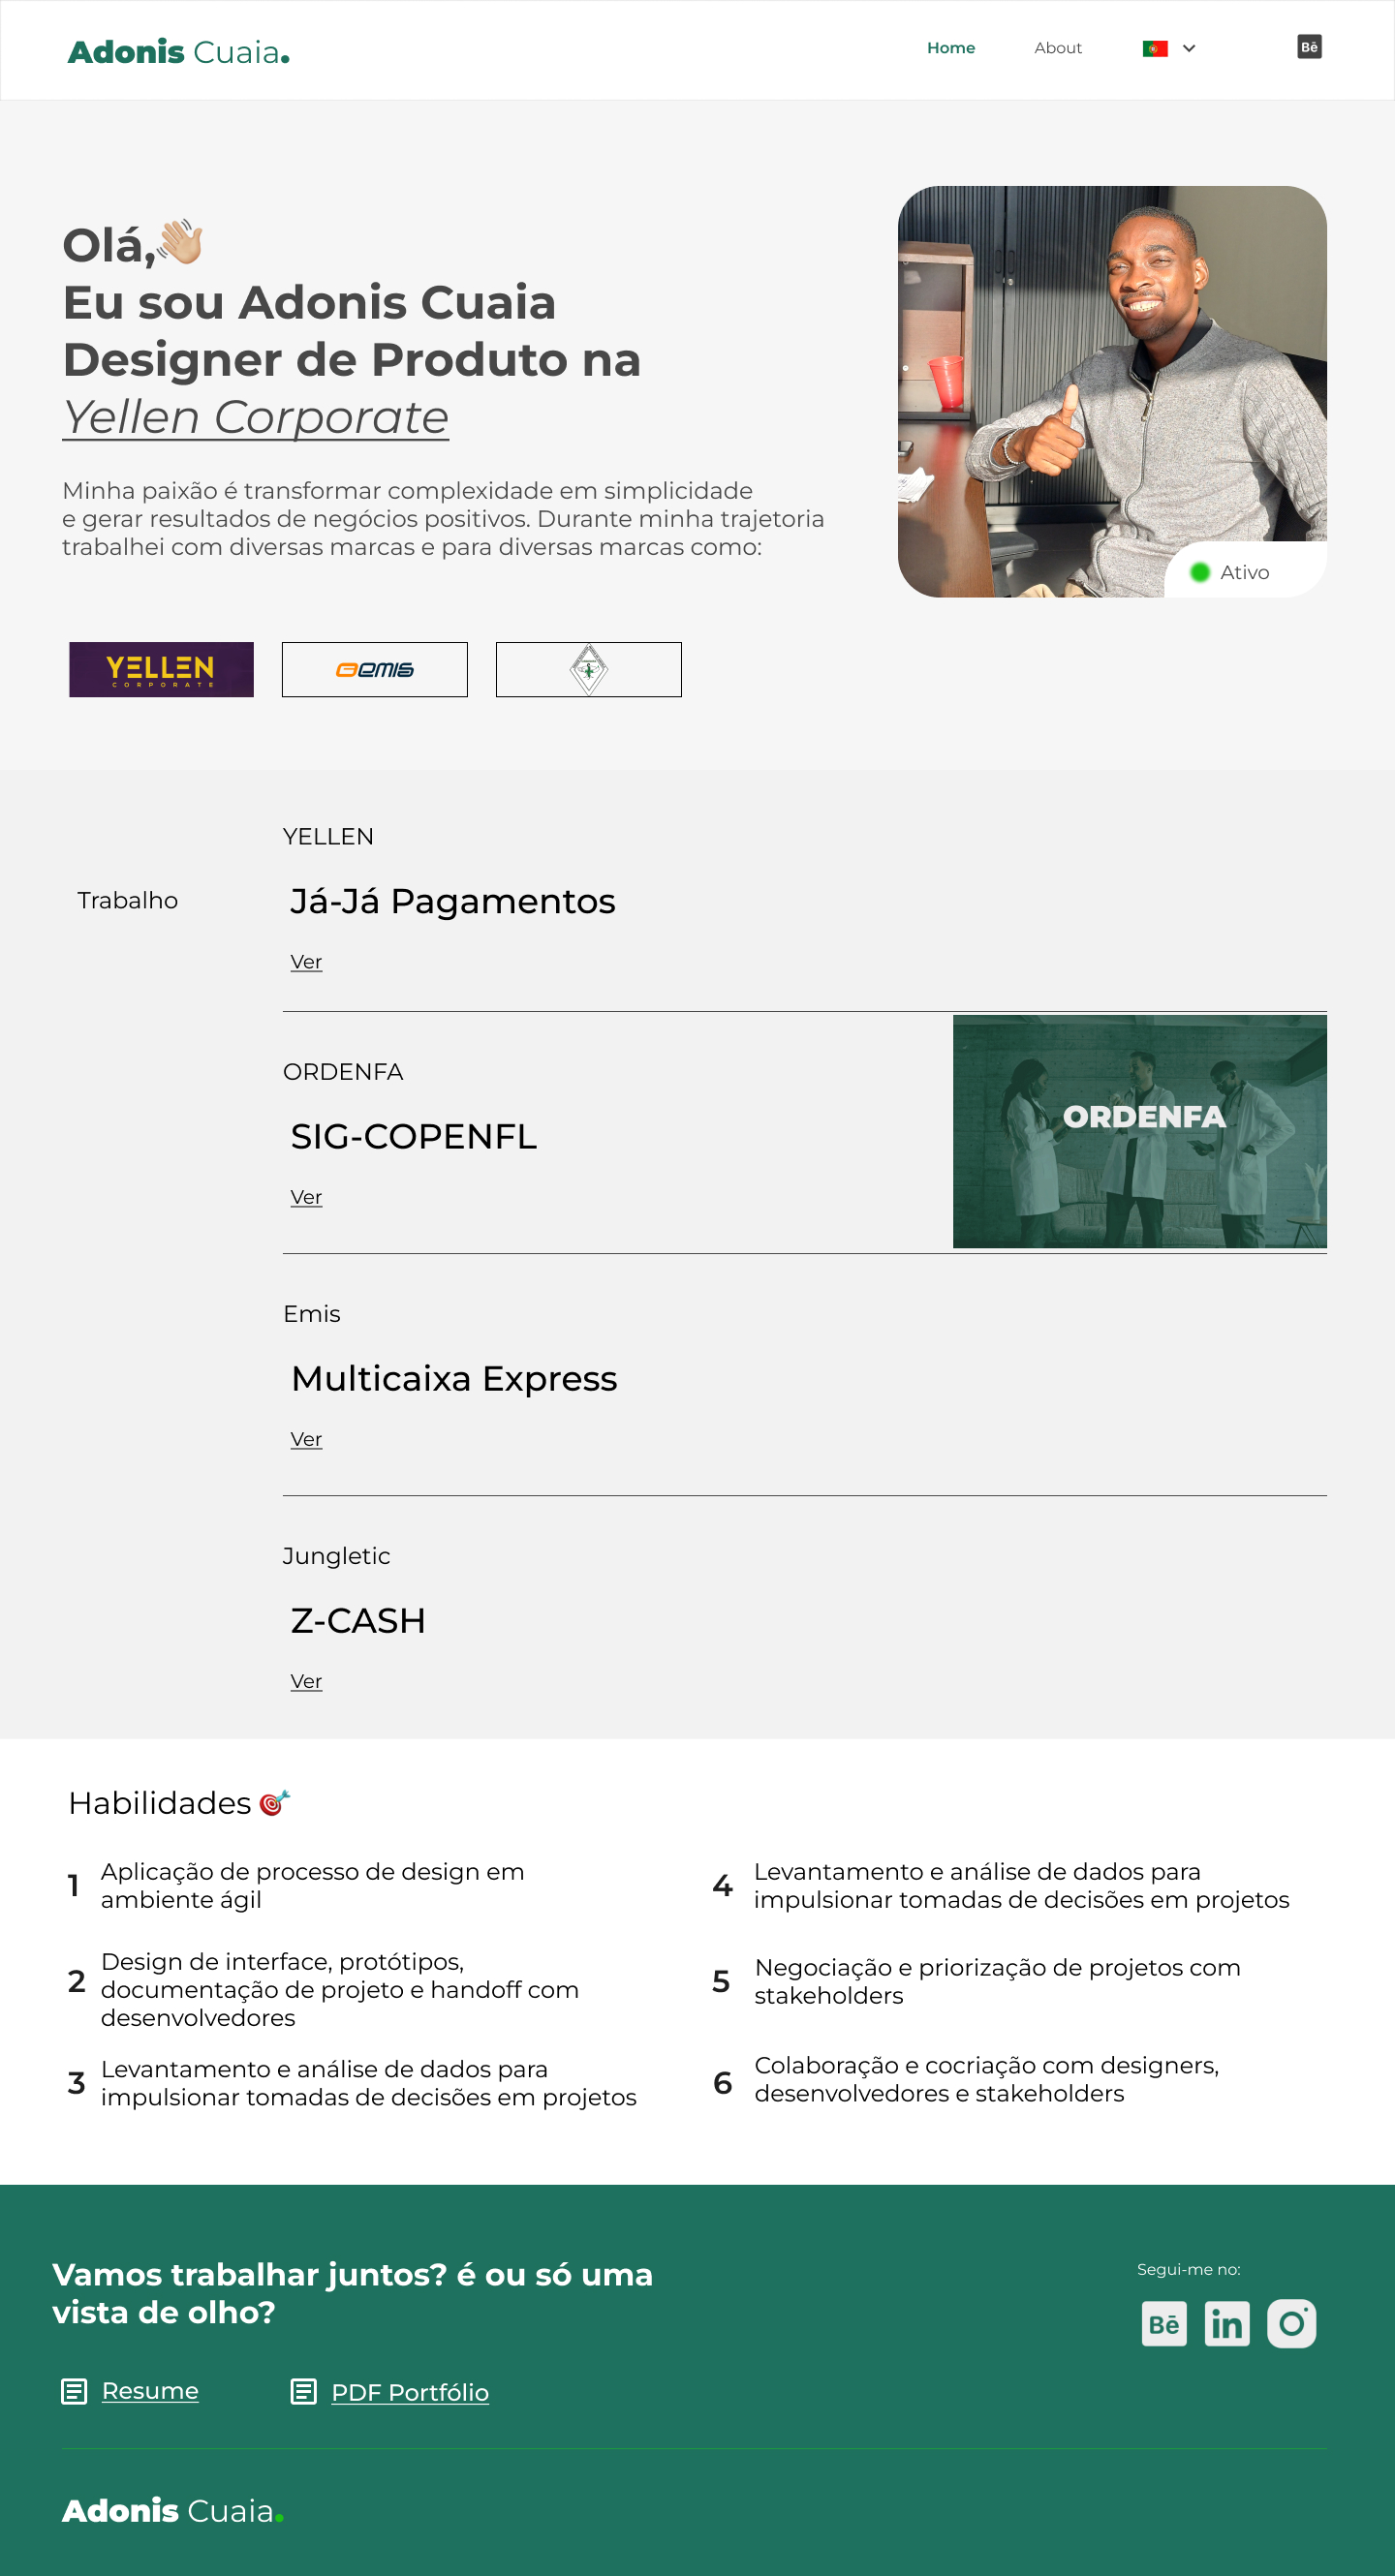 Adonis Cuaia.
Home
About
Bē
Olá,👋🏼
Eu sou Adonis Cuaia
Designer de Produto na
Yellen Corporate
Minha paixão é transformar complexidade em simplicidade
e gerar resultados de negócios positivos. Durante minha trajetoria
trabalhei com diversas marcas e para diversas marcas como:
Ativo
YELLEN
CORPORATE
emis
YELLEN
Trabalho
Já-Já Pagamentos
Ver
ORDENFA
SIG-COPENFL
Ver
ORDENFA
Emis
Multicaixa Express
Ver
Jungletic
Z-CASH
Ver
Habilidades 🎯
1 Aplicação de processo de design em
ambiente ágil
2 Design de interface, protótipos,
documentação de projeto e handoff com
desenvolvedores
3 Levantamento e análise de dados para
impulsionar tomadas de decisões em projetos
4 Levantamento e análise de dados para
impulsionar tomadas de decisões em projetos
5 Negociação e priorização de projetos com
stakeholders
6 Colaboração e cocriação com designers,
desenvolvedores e stakeholders
Vamos trabalhar juntos? é ou só uma
vista de olho?
Segui-me no:
Bē in
Resume
PDF Portfólio
Adonis Cuaia.